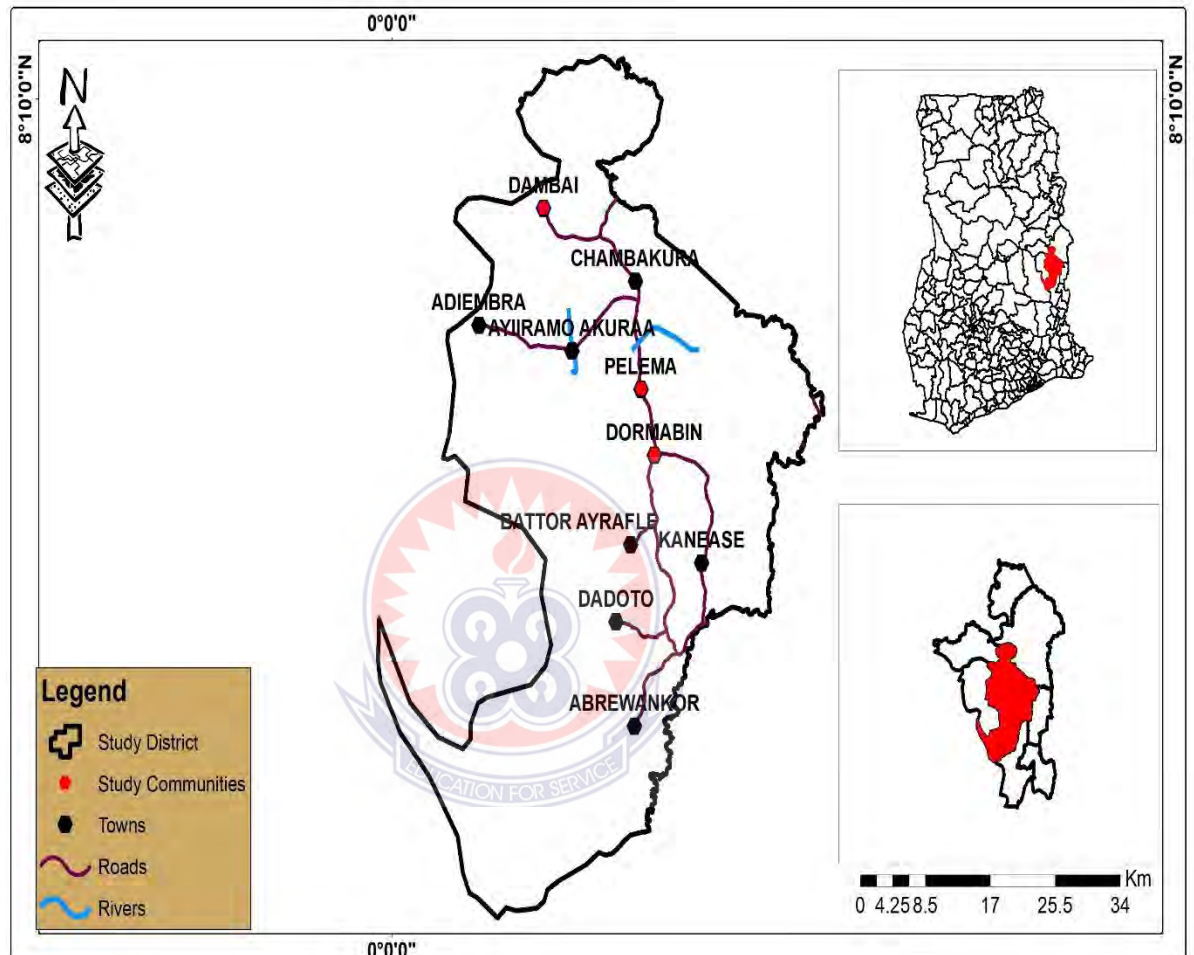 0°0'0"
8°10'0"N
8°10'0"N
N
DAMBAI
CHAMBAKURA
ADIEMBRA
AYIIRAMO AKURAA
PELEMA
DORMABIN
BATTOR AYRAFLE
KANEASE
DADOTO
ABREWANKOR
EDUCATION FOR SERVICE
Legend
Study District
Study Communities
Towns
Roads
Rivers
Km
0 4.25 8.5 17 25.5 34
0°0'0"